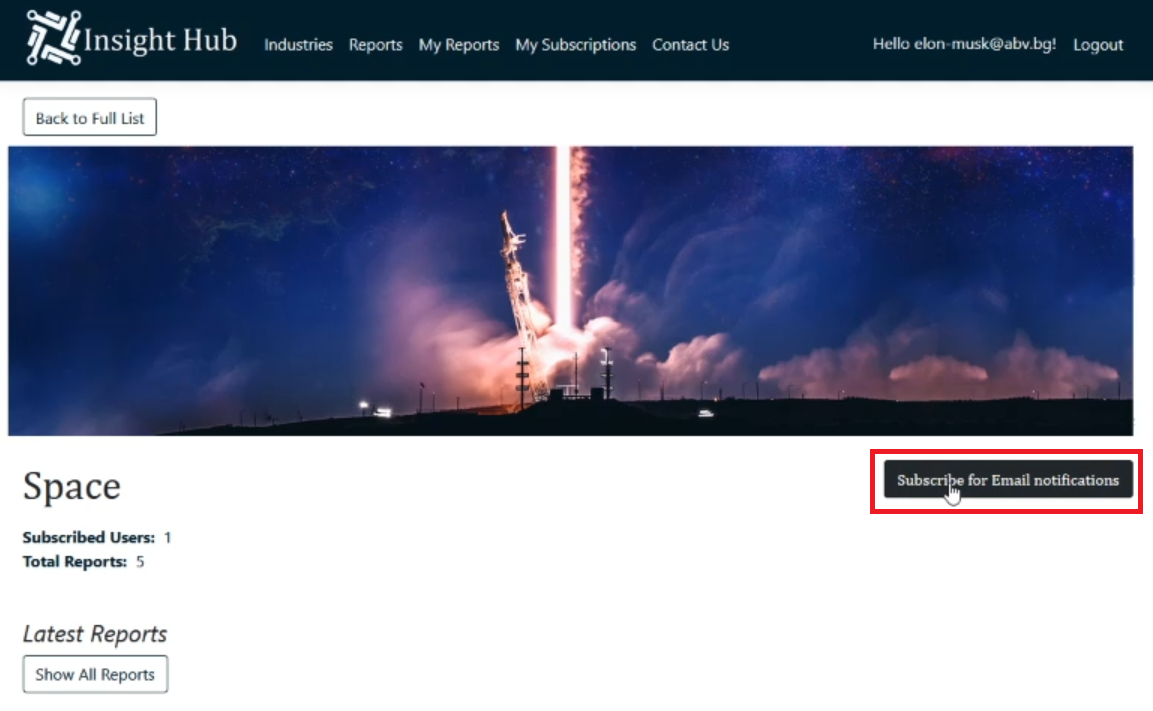 Insight Hub
Industries Reports My Reports My Subscriptions Contact Us
Hello elon-musk@abv.bg! Logout
Back to Full List
Space
Subscribe for Email notifications
Subscribed Users: 1
Total Reports: 5
Latest Reports
Show All Reports